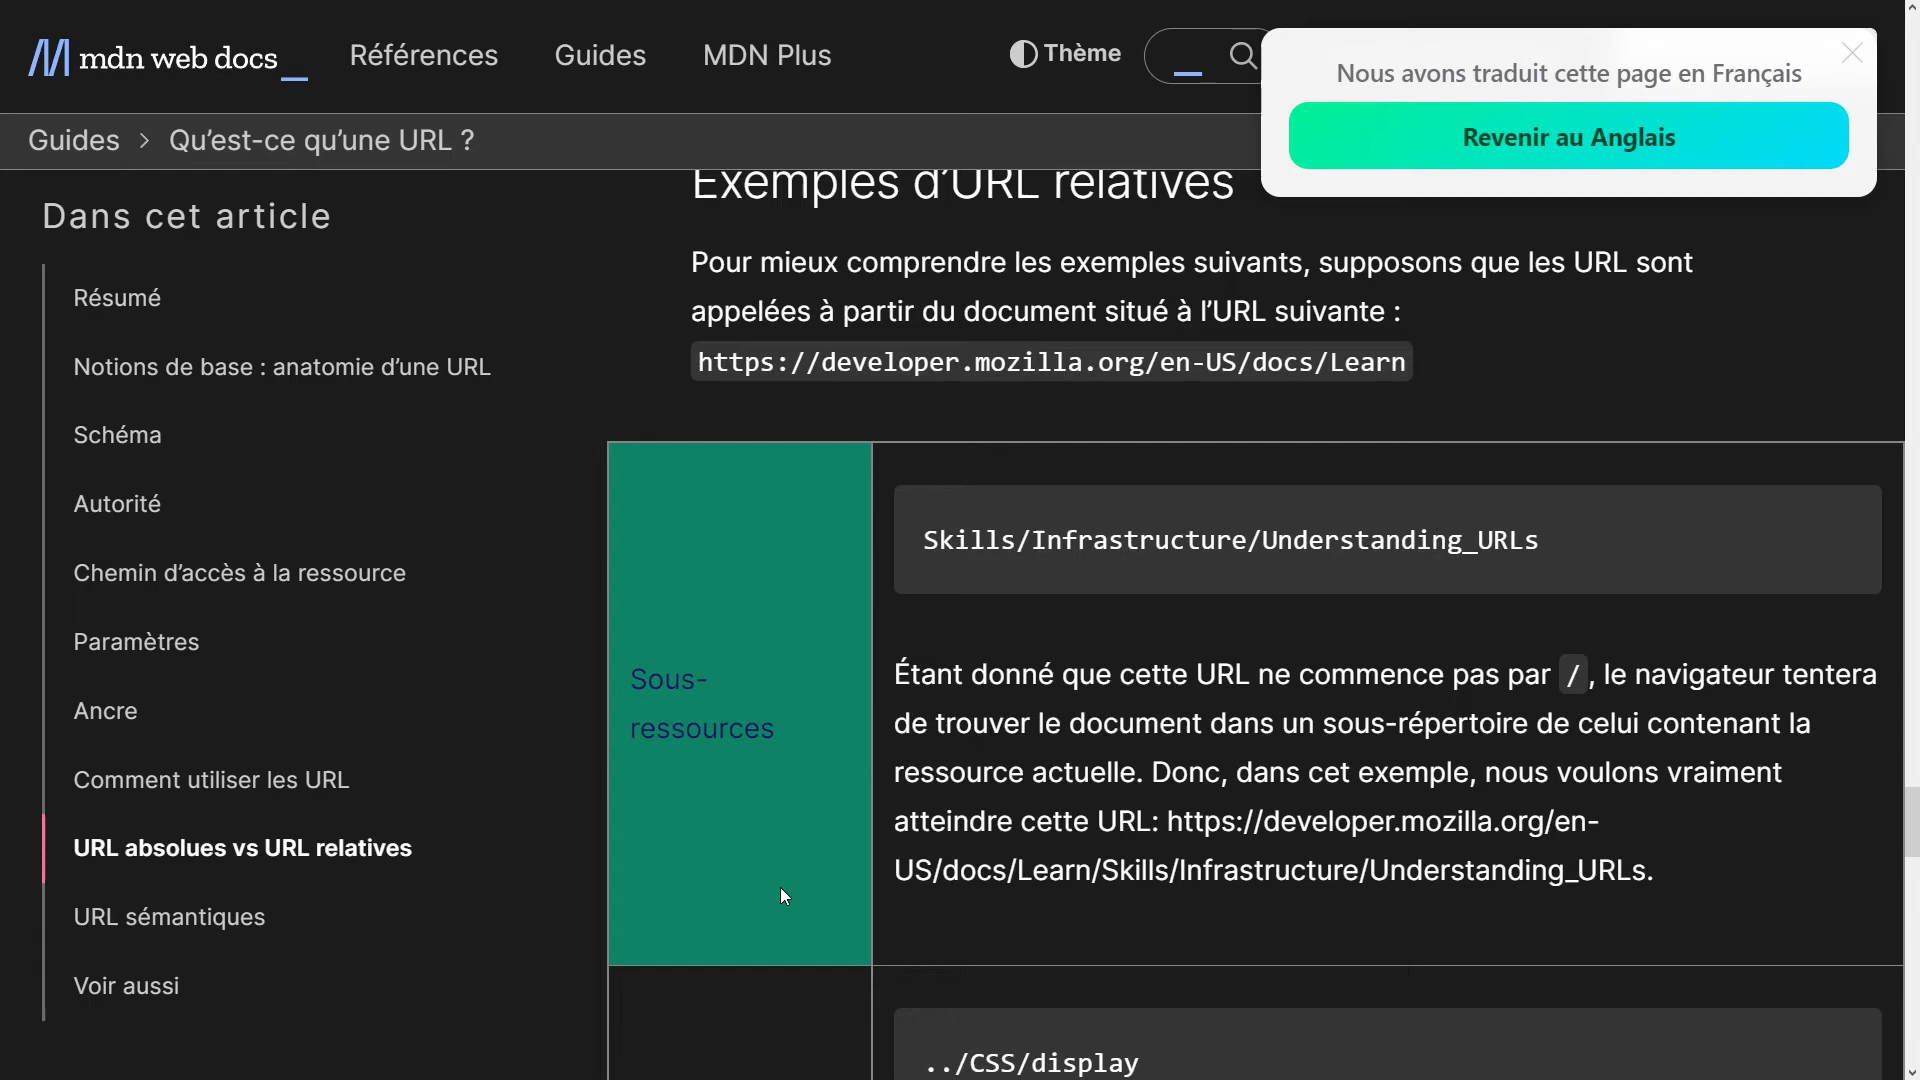 mdn web docs
Références
Guides
MDN Plus
Thème
Nous avons traduit cette page en Français
Revenir au Anglais
Guides > Qu’est-ce qu’une URL ?
Dans cet article
Résumé
Notions de base : anatomie d’une URL
Schéma
Autorité
Chemin d’accès à la ressource
Paramètres
Ancre
Comment utiliser les URL
URL absolues vs URL relatives
URL sémantiques
Voir aussi
Exemples d’URL relatives
Pour mieux comprendre les exemples suivants, supposons que les URL sont
appelées à partir du document situé à l’URL suivante :
https://developer.mozilla.org/en-US/docs/Learn
Sous-
ressources
Skills/Infrastructure/Understanding_URLs
Étant donné que cette URL ne commence pas par /, le navigateur tentera
de trouver le document dans un sous-répertoire de celui contenant la
ressource actuelle. Donc, dans cet exemple, nous voulons vraiment
atteindre cette URL: https://developer.mozilla.org/en-
US/docs/Learn/Skills/Infrastructure/Understanding_URLs.
../CSS/display